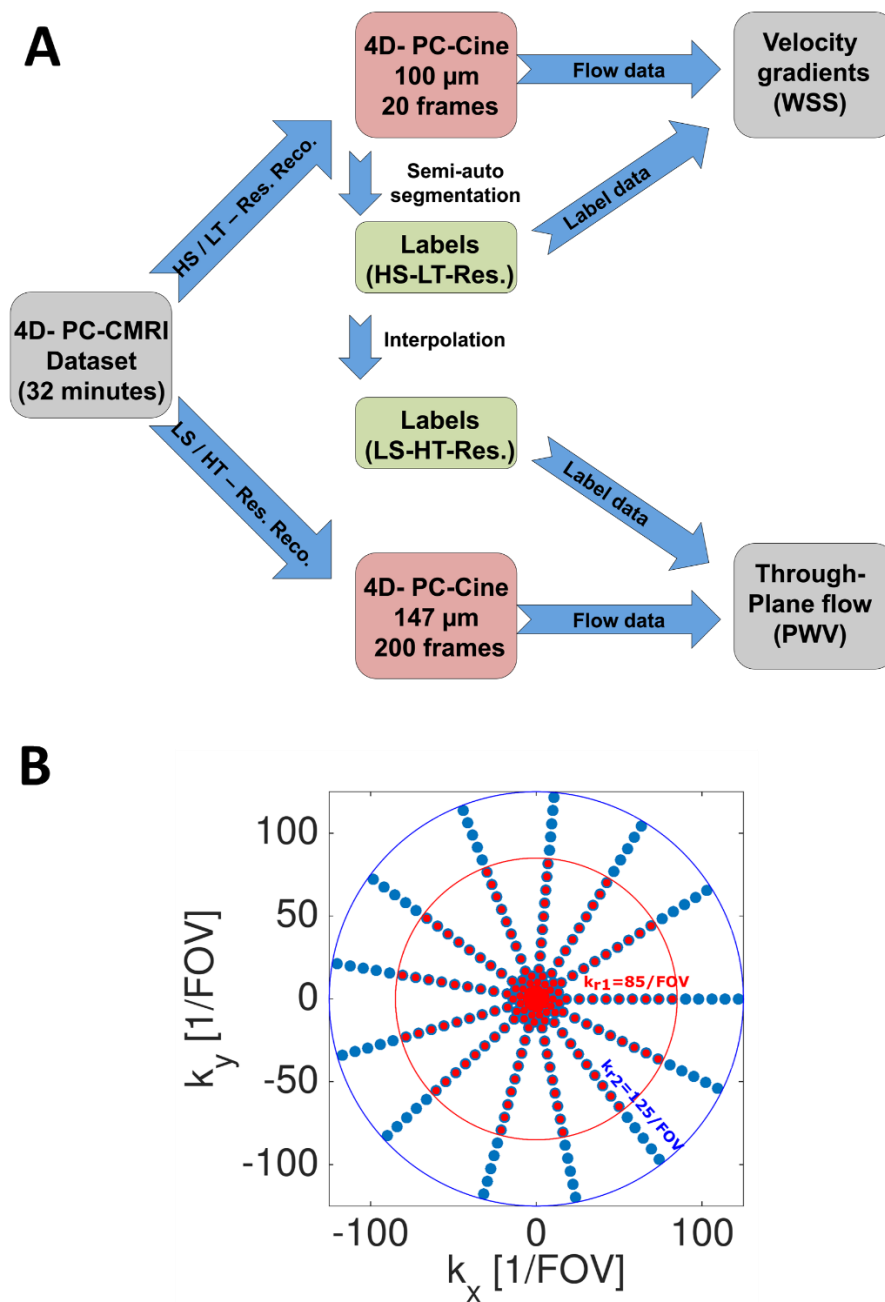 A
4D- PC-Cine
100 µm
20 frames
Flow data
Velocity
gradients
(WSS)
HS / LT – Res. Reco.
Semi-auto
segmentation
Label data
Labels
(HS-LT-Res.)
4D- PC-CMRI
Dataset
(32 minutes)
Interpolation
LS / HT – Res. Reco.
Labels
(LS-HT-Res.)
Label data
4D- PC-Cine
147 µm
200 frames
Flow data
Through-
Plane flow
(PWV)
B
k_y [1/FOV]
100
50
0
-50
-100
kr1=85/FOV
kr2=125/FOV
-100
0
100
k_x [1/FOV]